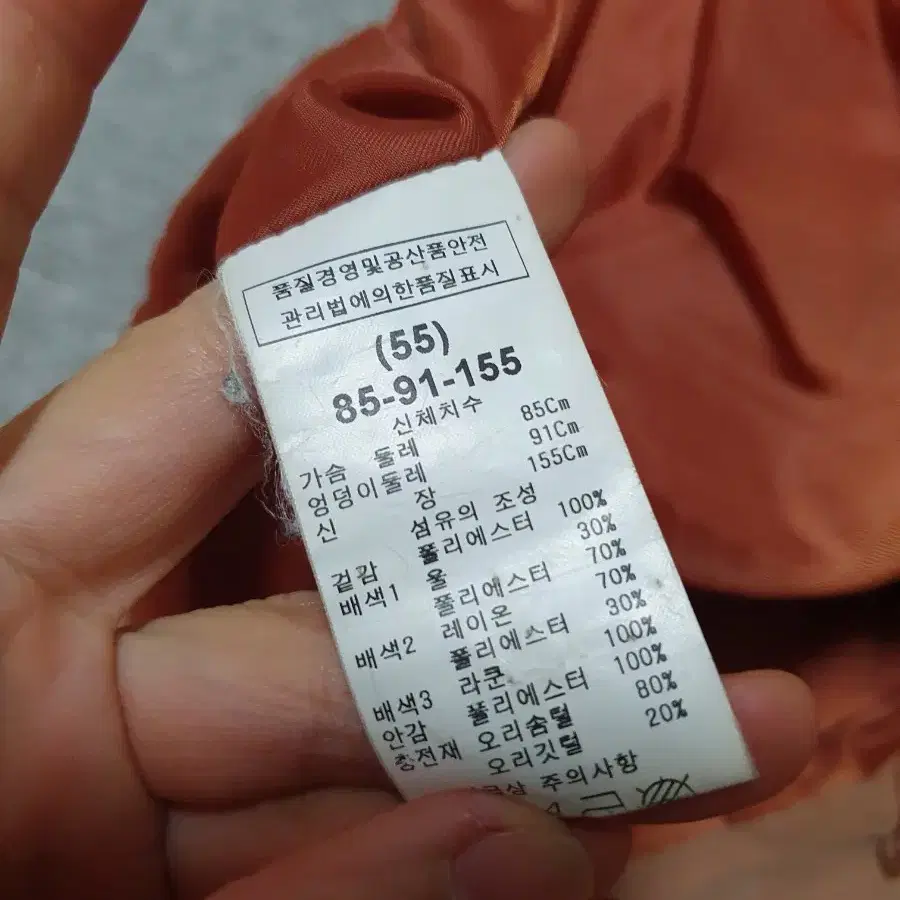 품질경영및공산품안전
관리법에의한품질표시
(55)
85-91-155
신체치수
가슴 둘레 85Cm
엉덩이둘레 91Cm
신 장 155Cm
섬유의 조성
겉감 폴리에스터 100%
배색1 울 30%
폴리에스터 70%
배색2 레이온 70%
폴리에스터 30%
배색3 라쿤 100%
안감 폴리에스터 100%
충전재 오리솜털 80%
오리깃털 20%
주의사항